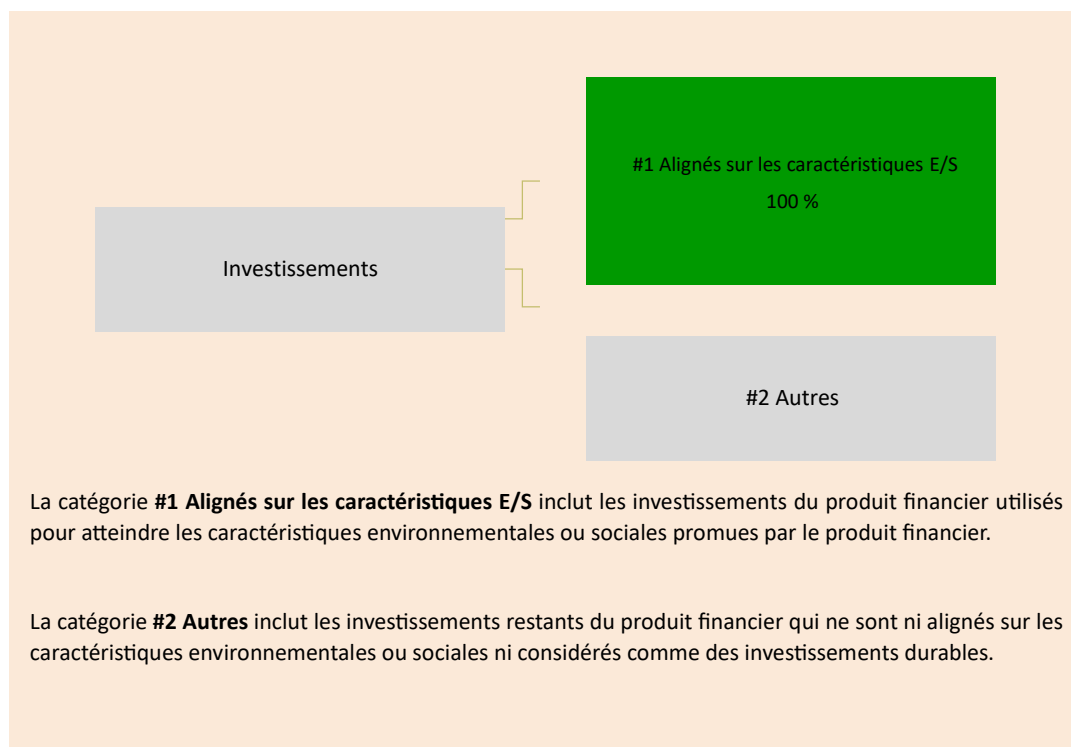 #1 Alignés sur les caractéristiques E/S
100 %
Investissements
#2 Autres
La catégorie #1 Alignés sur les caractéristiques E/S inclut les investissements du produit financier utilisés
pour atteindre les caractéristiques environnementales ou sociales promues par le produit financier.
La catégorie #2 Autres inclut les investissements restants du produit financier qui ne sont ni alignés sur les
caractéristiques environnementales ou sociales ni considérés comme des investissements durables.